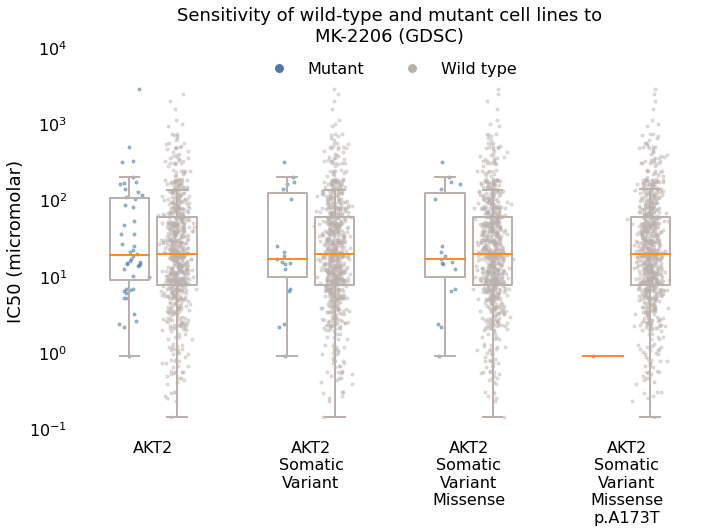 Sensitivity of wild-type and mutant cell lines to
MK-2206 (GDSC)
Mutant
Wild type
IC50 (micromolar)
10⁴
10³
10²
10¹
10⁰
10⁻¹
AKT2
AKT2
Somatic
Variant
AKT2
Somatic
Variant
Missense
AKT2
Somatic
Variant
Missense
p.A173T